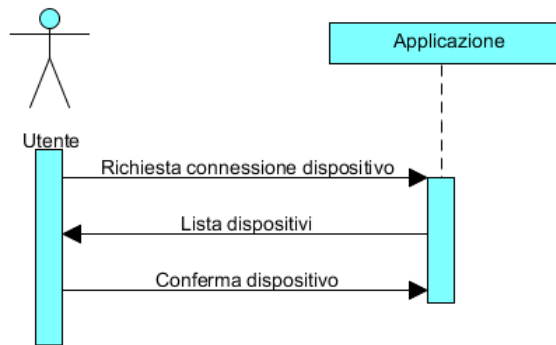 Applicazione
Utente
Richiesta connessione dispositivo
Lista dispositivi
Conferma dispositivo